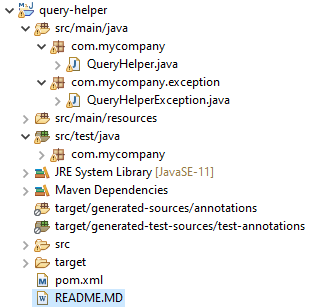 query-helper
src/main/java
com.mycompany
QueryHelper.java
com.mycompany.exception
QueryHelperException.java
src/main/resources
src/test/java
com.mycompany
JRE System Library [JavaSE-11]
Maven Dependencies
target/generated-sources/annotations
target/generated-test-sources/test-annotations
src
target
pom.xml
README.MD